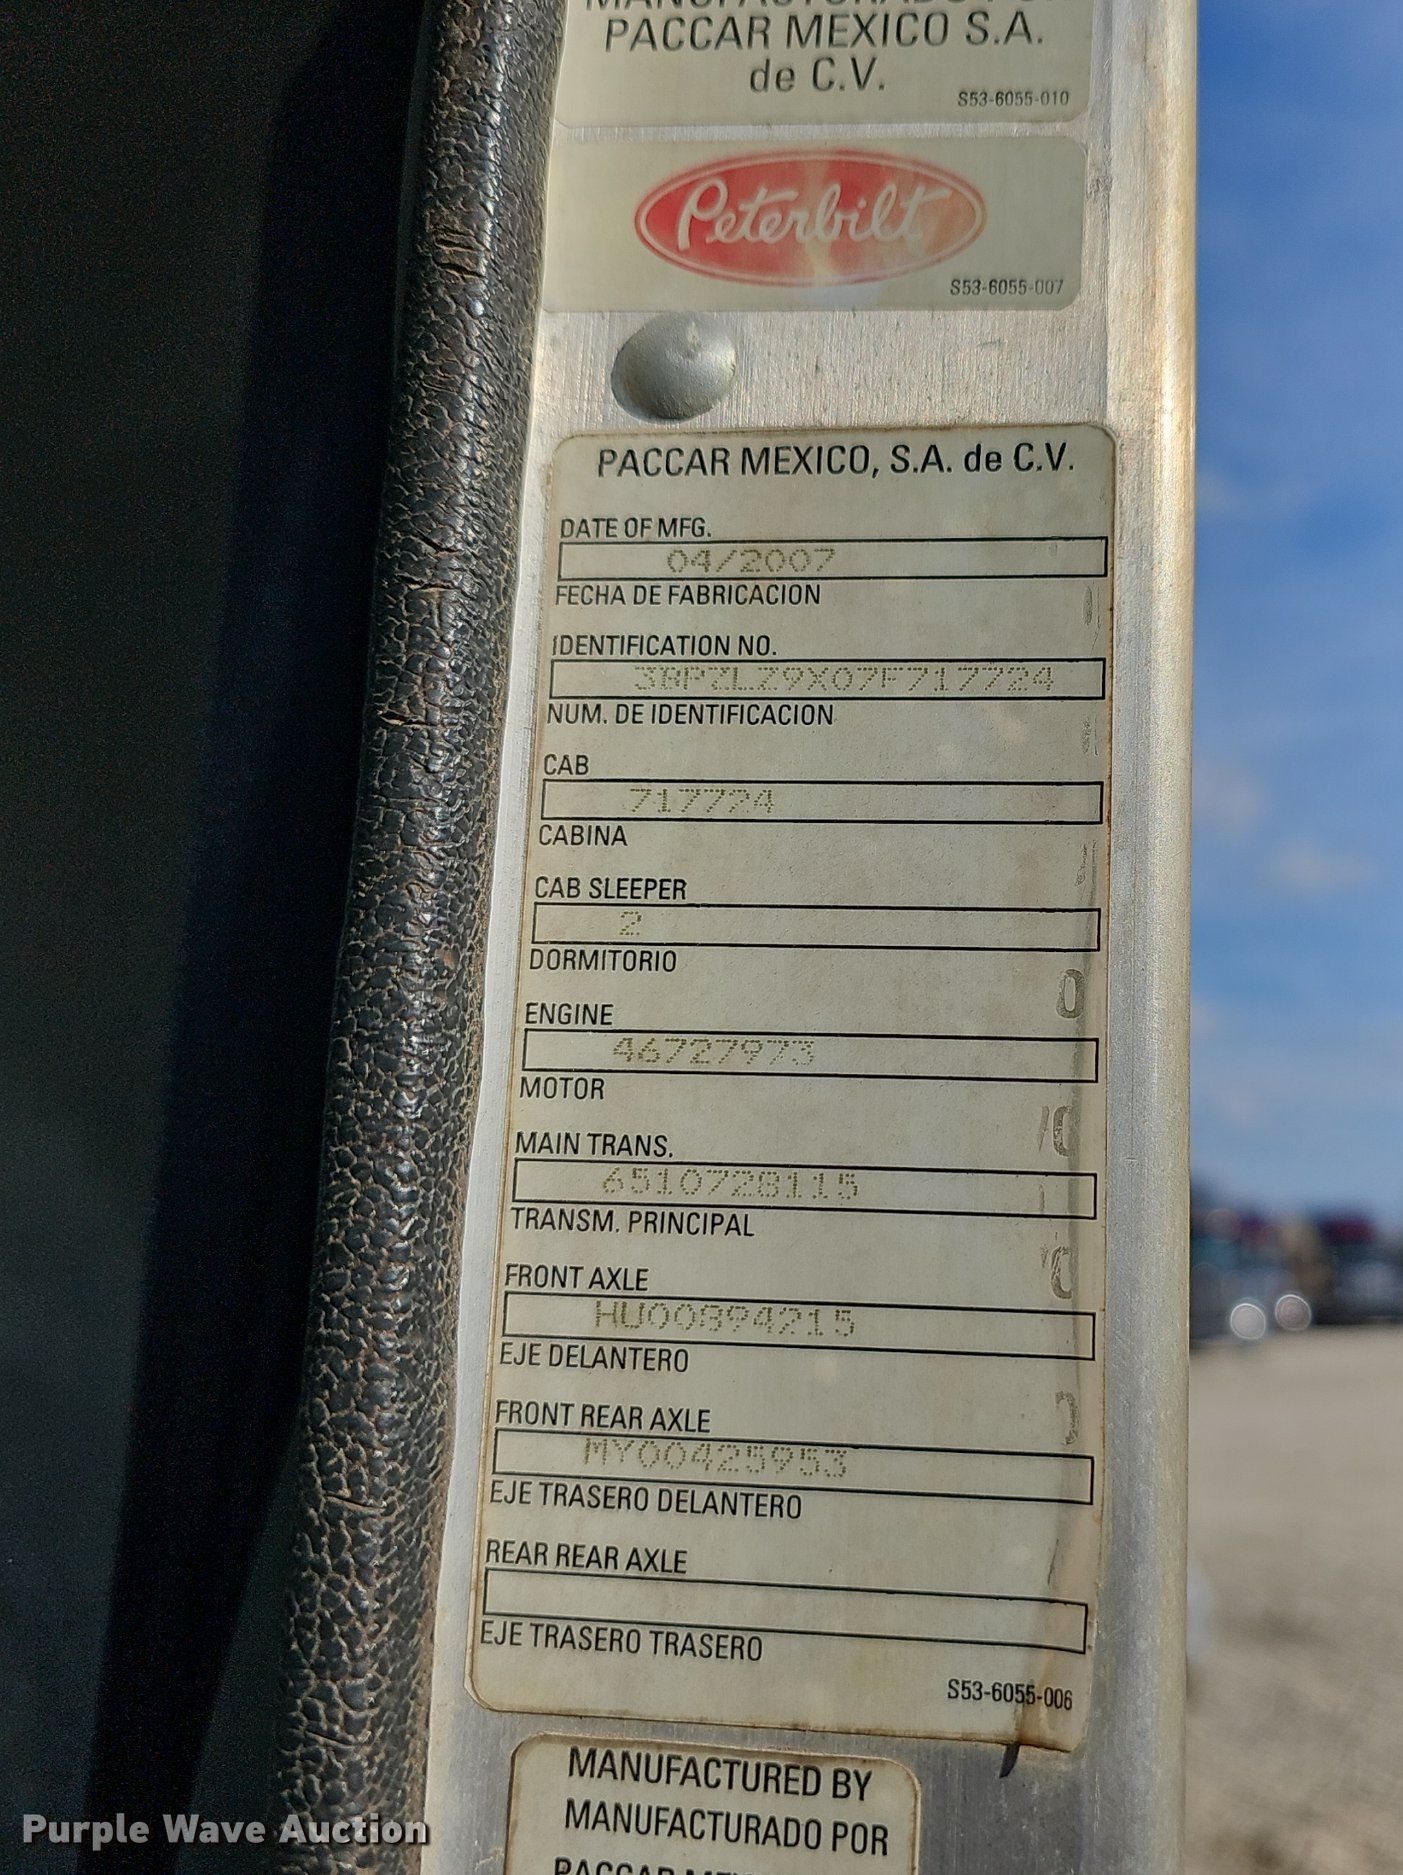 PACCAR MEXICO S.A.
de C.V.
S53-6055-010
Peterbilt
S53-6055-007
PACCAR MEXICO, S.A. de C.V.
DATE OF MFG.
04/2007
FECHA DE FABRICACION
IDENTIFICATION NO.
3BPZLZ9X07F717724
NUM. DE IDENTIFICACION
CAB
717724
CABINA
CAB SLEEPER
2
DORMITORIO
ENGINE
46727973
MOTOR
MAIN TRANS.
6510728115
TRANSM. PRINCIPAL
FRONT AXLE
HU00894215
EJE DELANTERO
FRONT REAR AXLE
MY00425953
EJE TRASERO DELANTERO
REAR REAR AXLE
EJE TRASERO TRASERO
S53-6055-006
MANUFACTURED BY
MANUFACTURADO POR
Purple Wave Auction